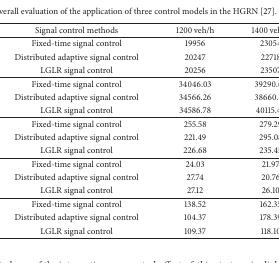 verall evaluation of the application of three control models in the HGRN [27].
Signal control methods 1200 veh/h 1400 ve
Fixed-time signal control 19956 2305
Distributed adaptive signal control 20247 22718
LGLR signal control 20256 23507
Fixed-time signal control 34046.03 39290.
Distributed adaptive signal control 34566.26 38660.
LGLR signal control 34586.78 40115.
Fixed-time signal control 255.58 279.2
Distributed adaptive signal control 221.49 295.0
LGLR signal control 226.68 235.4
Fixed-time signal control 24.03 21.97
Distributed adaptive signal control 27.74 20.76
LGLR signal control 27.12 26.10
Fixed-time signal control 138.52 162.3
Distributed adaptive signal control 104.37 178.3
LGLR signal control 109.37 118.10